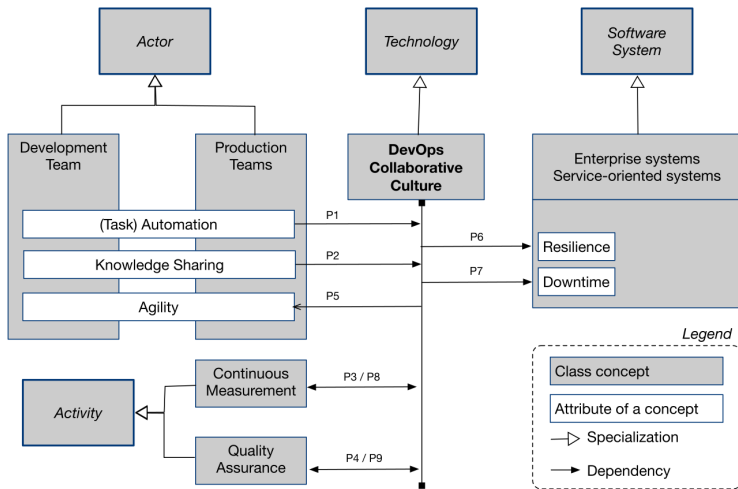 Actor
Technology
Software
System
Development
Team
Production
Teams
DevOps
Collaborative
Culture
Enterprise systems
Service-oriented systems
(Task) Automation
P1
Knowledge Sharing
P2
Agility
P5
P6
Resilience
P7
Downtime
Activity
Continuous
Measurement
P3 / P8
Quality
Assurance
P4 / P9
Legend
Class concept
Attribute of a concept
Specialization
Dependency